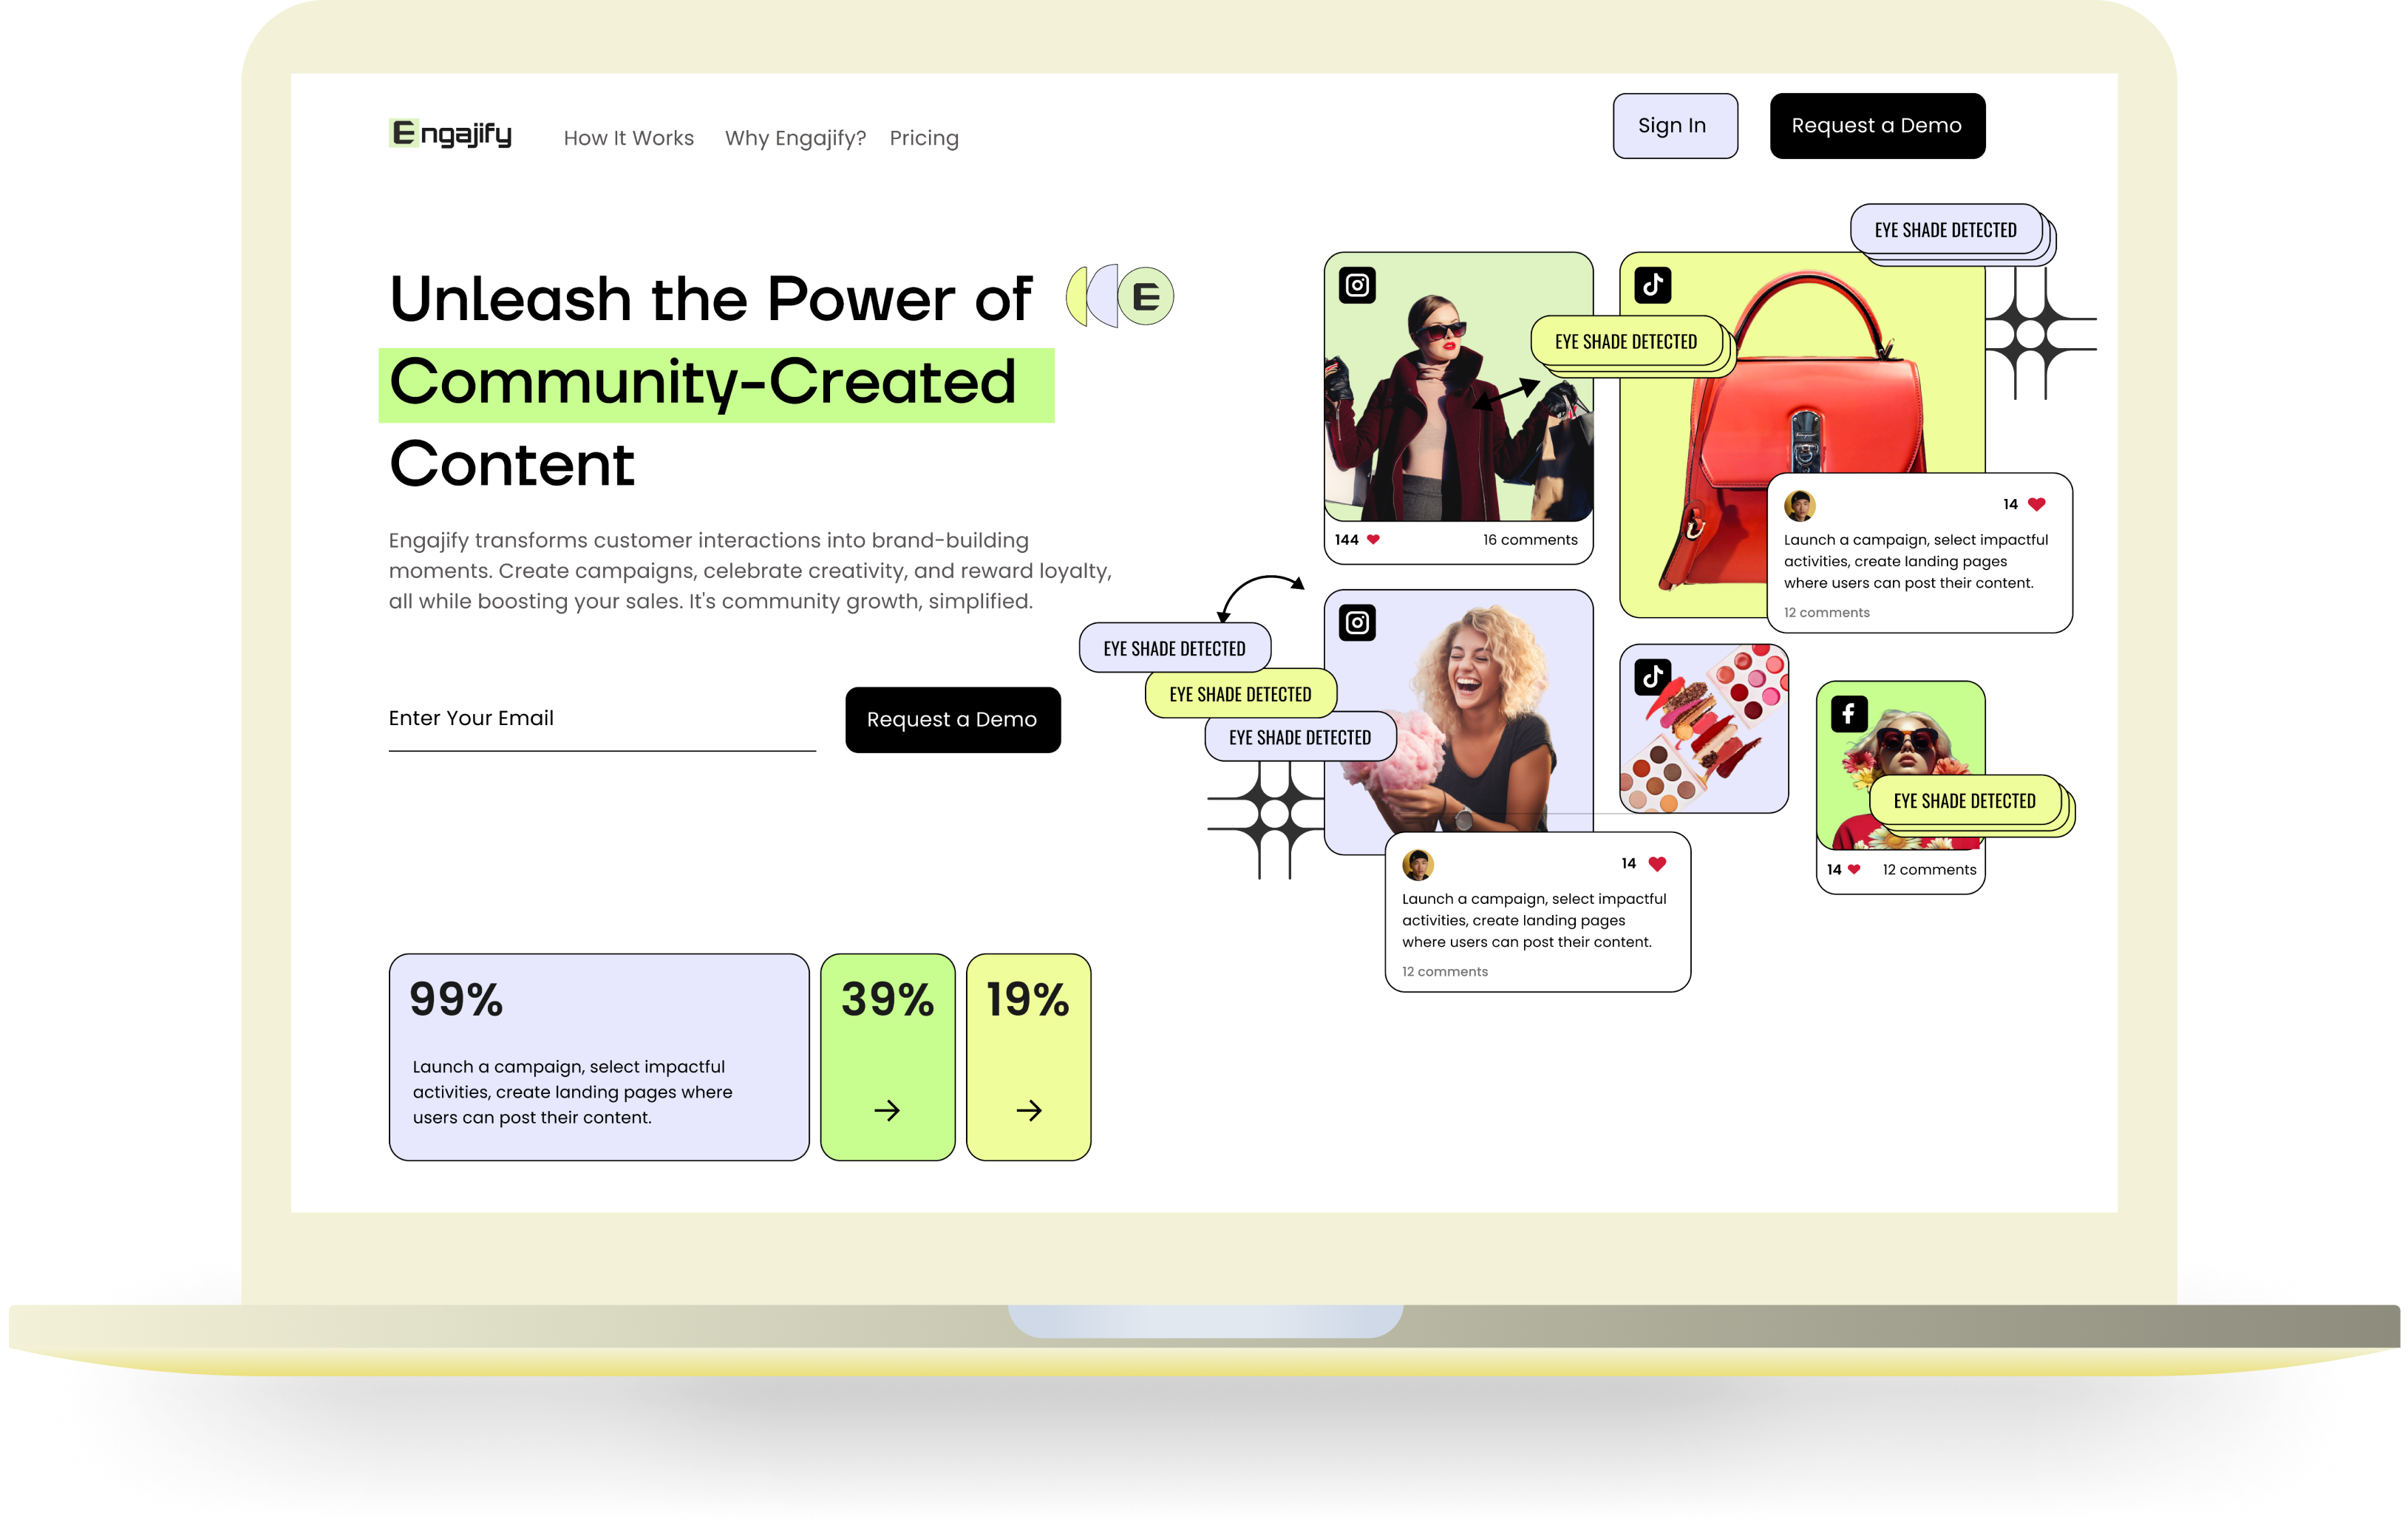 Engajify
How It Works
Why Engajify?
Pricing
Sign In
Request a Demo
Unleash the Power of
E
Community-Created
Content
Engajify transforms customer interactions into brand-building
moments. Create campaigns, celebrate creativity, and reward loyalty,
all while boosting your sales. It's community growth, simplified.
Enter Your Email
Request a Demo
99%
Launch a campaign, select impactful
activities, create landing pages where
users can post their content.
39%
19%
EYE SHADE DETECTED
EYE SHADE DETECTED
144
16 comments
14
Launch a campaign, select impactful
activities, create landing pages
where users can post their content.
12 comments
EYE SHADE DETECTED
EYE SHADE DETECTED
EYE SHADE DETECTED
EYE SHADE DETECTED
14
12 comments
14
Launch a campaign, select impactful
activities, create landing pages
where users can post their content.
12 comments